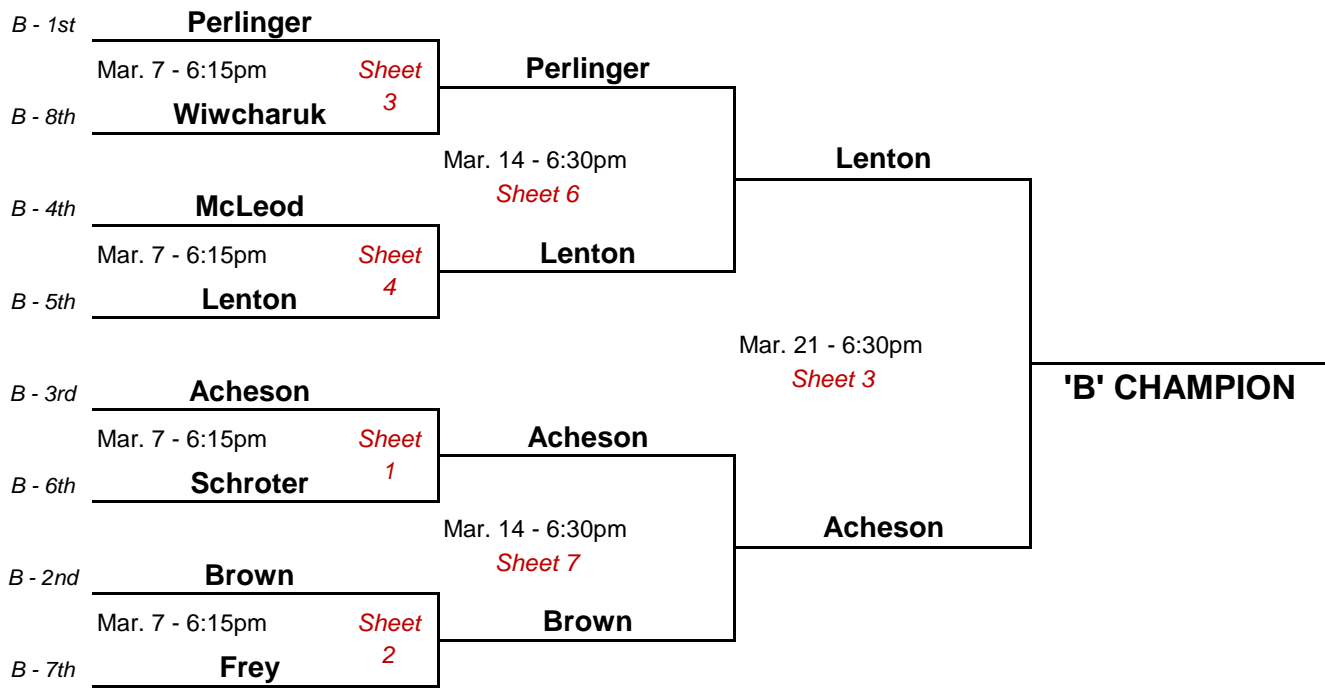 B - 1st Perlinger
Mar. 7 - 6:15pm Sheet 3
B - 8th Wiwcharuk
Perlinger
Mar. 14 - 6:30pm
Sheet 6
B - 4th McLeod
Mar. 7 - 6:15pm Sheet 4
B - 5th Lenton
Lenton
Lenton
Mar. 21 - 6:30pm
Sheet 3
'B' CHAMPION
B - 3rd Acheson
Mar. 7 - 6:15pm Sheet 1
B - 6th Schroter
Acheson
Mar. 14 - 6:30pm
Sheet 7
Acheson
B - 2nd Brown
Mar. 7 - 6:15pm Sheet 2
B - 7th Frey
Brown